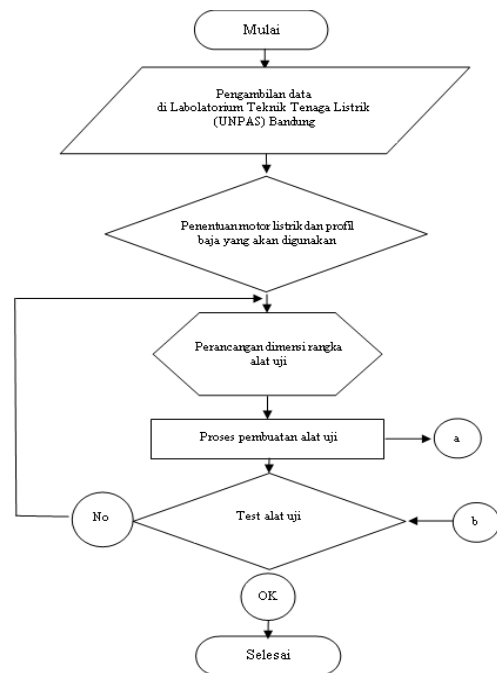 Mulai
Pengambilan data
di Labolatorium Teknik Tenaga Listrik
(UNPAS) Bandung
Penentuan motor listrik dan profil
baja yang akan digunakan
Perancangan dimensi rangka
alat uji
Proses pembuatan alat uji
a
No
Test alat uji
b
OK
Selesai